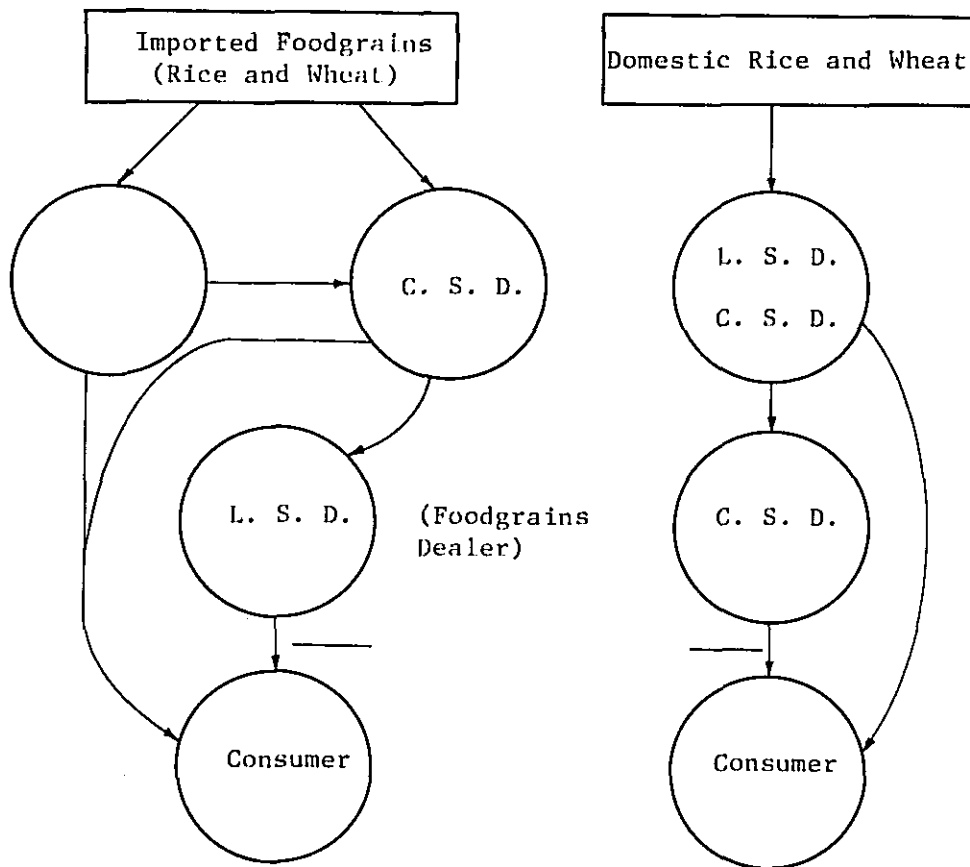 Imported Foodgrains
(Rice and Wheat)
Domestic Rice and Wheat
C. S. D.
L. S. D.
C. S. D.
L. S. D.
(Foodgrains
Dealer)
C. S. D.
Consumer
Consumer